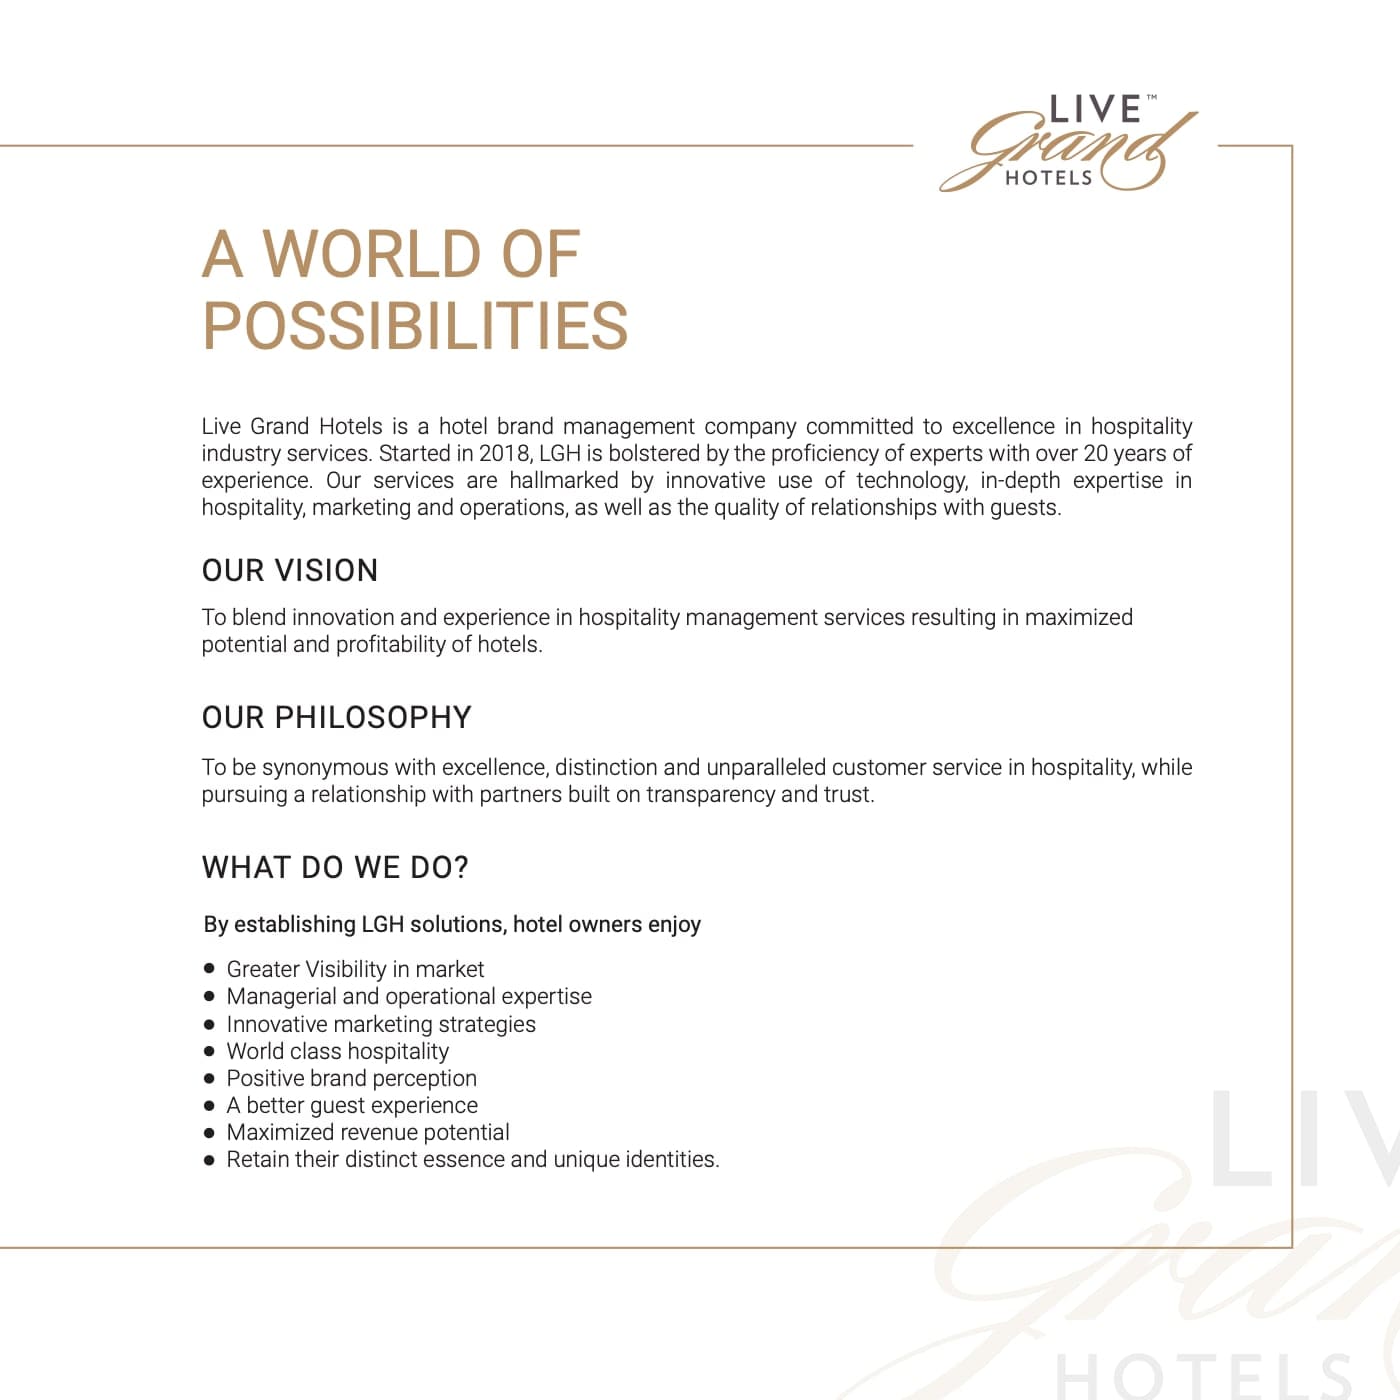 LIVE™
Grand
HOTELS
A WORLD OF
POSSIBILITIES
Live Grand Hotels is a hotel brand management company committed to excellence in hospitality
industry services. Started in 2018, LGH is bolstered by the proficiency of experts with over 20 years of
experience. Our services are hallmarked by innovative use of technology, in-depth expertise in
hospitality, marketing and operations, as well as the quality of relationships with guests.
OUR VISION
To blend innovation and experience in hospitality management services resulting in maximized
potential and profitability of hotels.
OUR PHILOSOPHY
To be synonymous with excellence, distinction and unparalleled customer service in hospitality, while
pursuing a relationship with partners built on transparency and trust.
WHAT DO WE DO?
By establishing LGH solutions, hotel owners enjoy
● Greater Visibility in market
● Managerial and operational expertise
● Innovative marketing strategies
● World class hospitality
● Positive brand perception
● A better guest experience
● Maximized revenue potential
● Retain their distinct essence and unique identities.
LIV
Gran
HOTELS